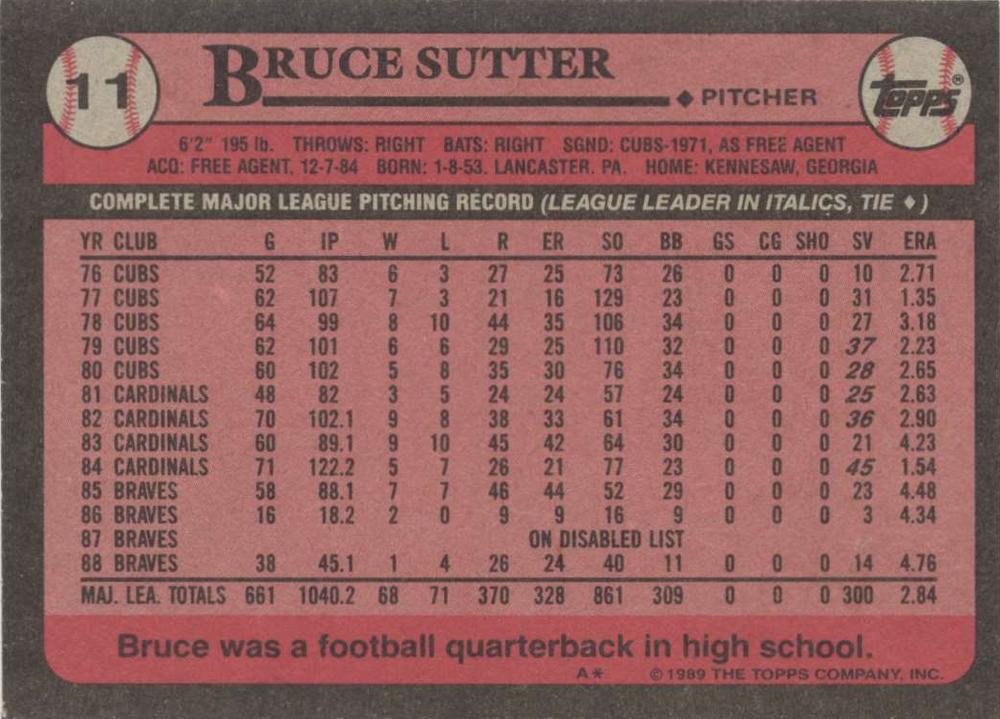 11
BRUCE SUTTER
TOPPS®
♦ PITCHER
6'2" 195 lb. THROWS: RIGHT BATS: RIGHT SGND: CUBS-1971, AS FREE AGENT
ACQ: FREE AGENT, 12-7-84 BORN: 1-8-53, LANCASTER, PA. HOME: KENNESAW, GEORGIA
COMPLETE MAJOR LEAGUE PITCHING RECORD (LEAGUE LEADER IN ITALICS, TIE ♦)
YR CLUB G IP W L R ER SO BB GS CG SHO SV ERA
76 CUBS 52 83 6 3 27 25 73 26 0 0 0 10 2.71
77 CUBS 62 107 7 3 21 16 129 23 0 0 0 31 1.35
78 CUBS 64 99 8 10 44 35 106 34 0 0 0 27 3.18
79 CUBS 62 101 6 6 29 25 110 32 0 0 0 37 2.23
80 CUBS 60 102 5 8 35 30 76 34 0 0 0 28 2.65
81 CARDINALS 48 82 3 5 24 24 57 24 0 0 0 25 2.63
82 CARDINALS 70 102.1 9 8 38 33 61 34 0 0 0 36 2.90
83 CARDINALS 60 89.1 9 10 45 42 64 30 0 0 0 21 4.23
84 CARDINALS 71 122.2 5 7 26 21 77 23 0 0 0 45 1.54
85 BRAVES 58 88.1 7 7 46 44 52 29 0 0 0 23 4.48
86 BRAVES 16 18.2 2 0 9 9 16 9 0 0 0 3 4.34
87 BRAVES ON DISABLED LIST
88 BRAVES 38 45.1 1 4 26 24 40 11 0 0 0 14 4.76
MAJ. LEA. TOTALS 661 1040.2 68 71 370 328 861 309 0 0 0 300 2.84
Bruce was a football quarterback in high school.
A* © 1989 THE TOPPS COMPANY, INC.